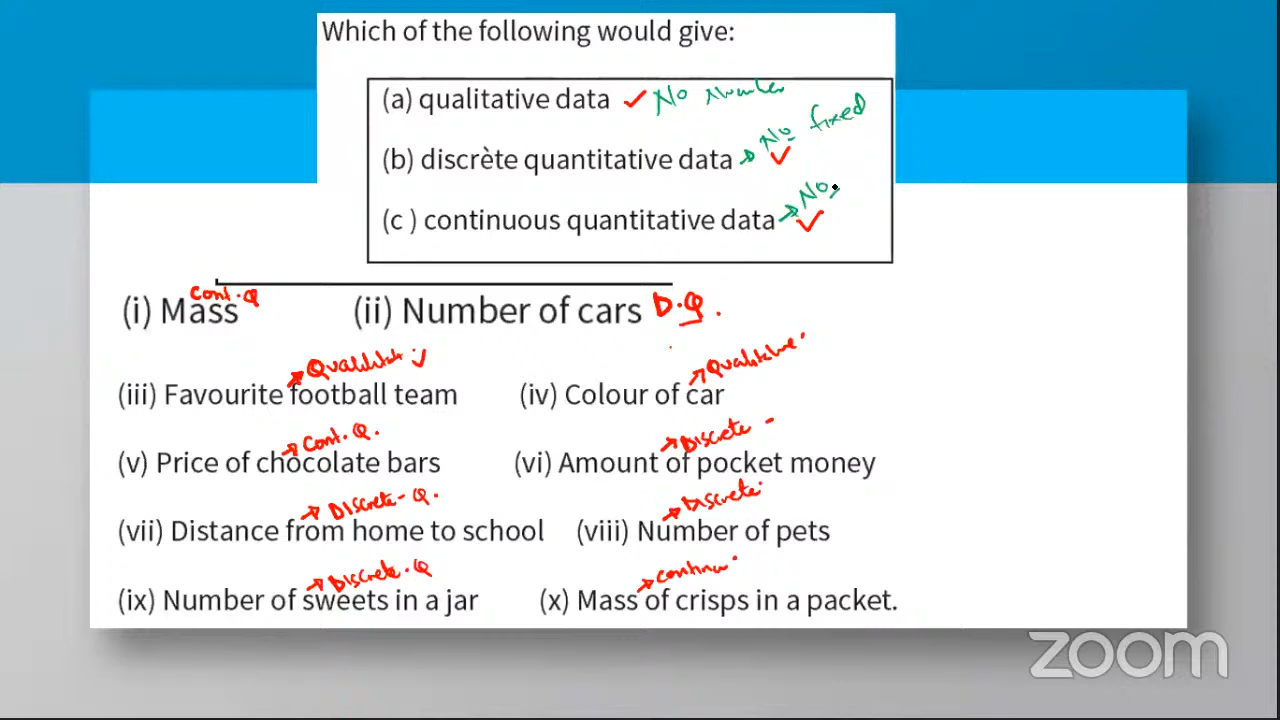 Which of the following would give:
(a) qualitative data ✓ No Number
(b) discrète quantitative data → No fixed ✓
(c ) continuous quantitative data → No, ✓
(i) Mass Cont. Q (ii) Number of cars D.Q.
(iii) Favourite football team (iv) Colour of car → Qualitative
→ Cont. Q. → Discrete -
(v) Price of chocolate bars (vi) Amount of pocket money
→ Discrete - Q. → Discrete
(vii) Distance from home to school (viii) Number of pets
→ Discrete. Q
(ix) Number of sweets in a jar (x) Mass of crisps in a packet.
zoom